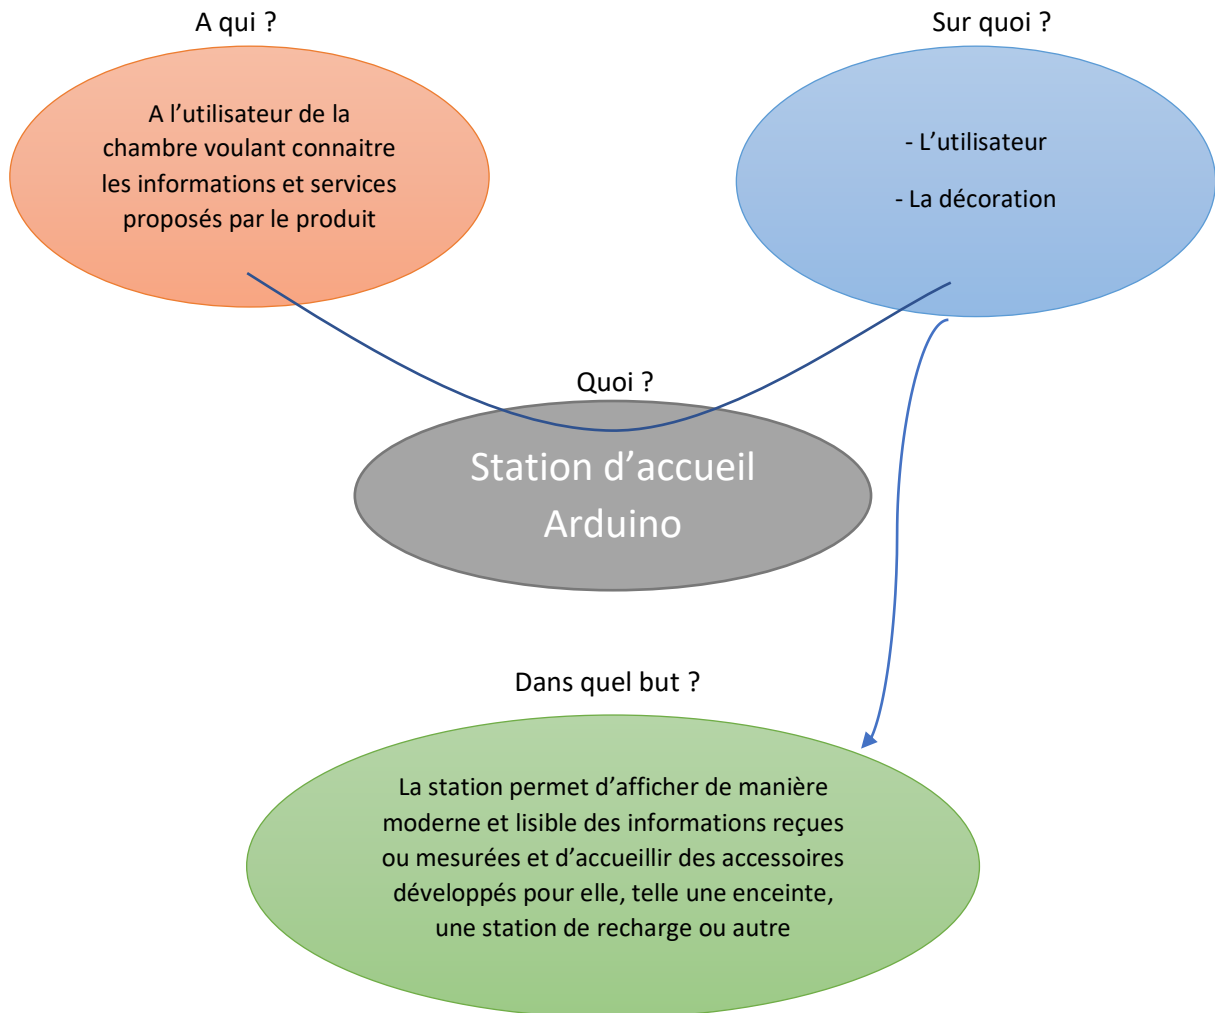 A qui ?
Sur quoi ?
A l’utilisateur de la
chambre voulant connaitre
les informations et services
proposés par le produit
- L’utilisateur
- La décoration
Quoi ?
Station d’accueil
Arduino
Dans quel but ?
La station permet d’afficher de manière
moderne et lisible des informations reçues
ou mesurées et d’accueillir des accessoires
développés pour elle, telle une enceinte,
une station de recharge ou autre